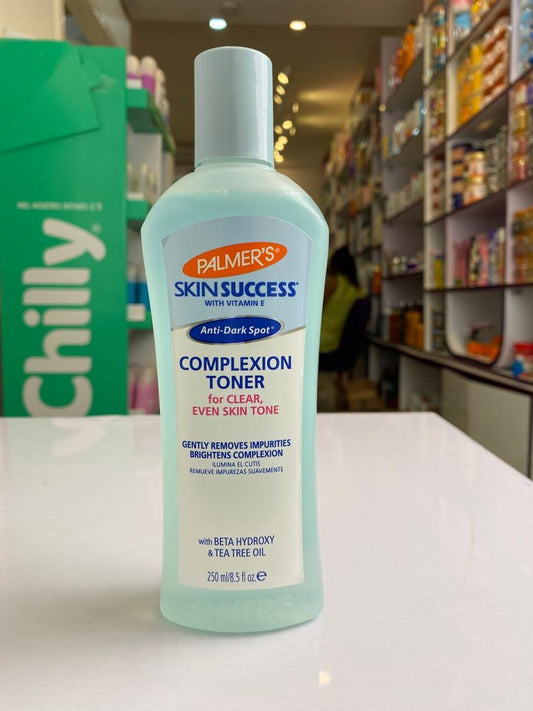 PALMER'S®
SKIN SUCCESS®
WITH VITAMIN E
Anti-Dark Spot®
COMPLEXION
TONER
for CLEAR,
EVEN SKIN TONE
GENTLY REMOVES IMPURITIES
BRIGHTENS COMPLEXION
ILUMINA EL CUTIS
REMUEVE IMPUREZAS SUAVEMENTE
with BETA HYDROXY
& TEA TREE OIL
250 ml/8.5 fl oz. e
PALMER'S
Chilly®